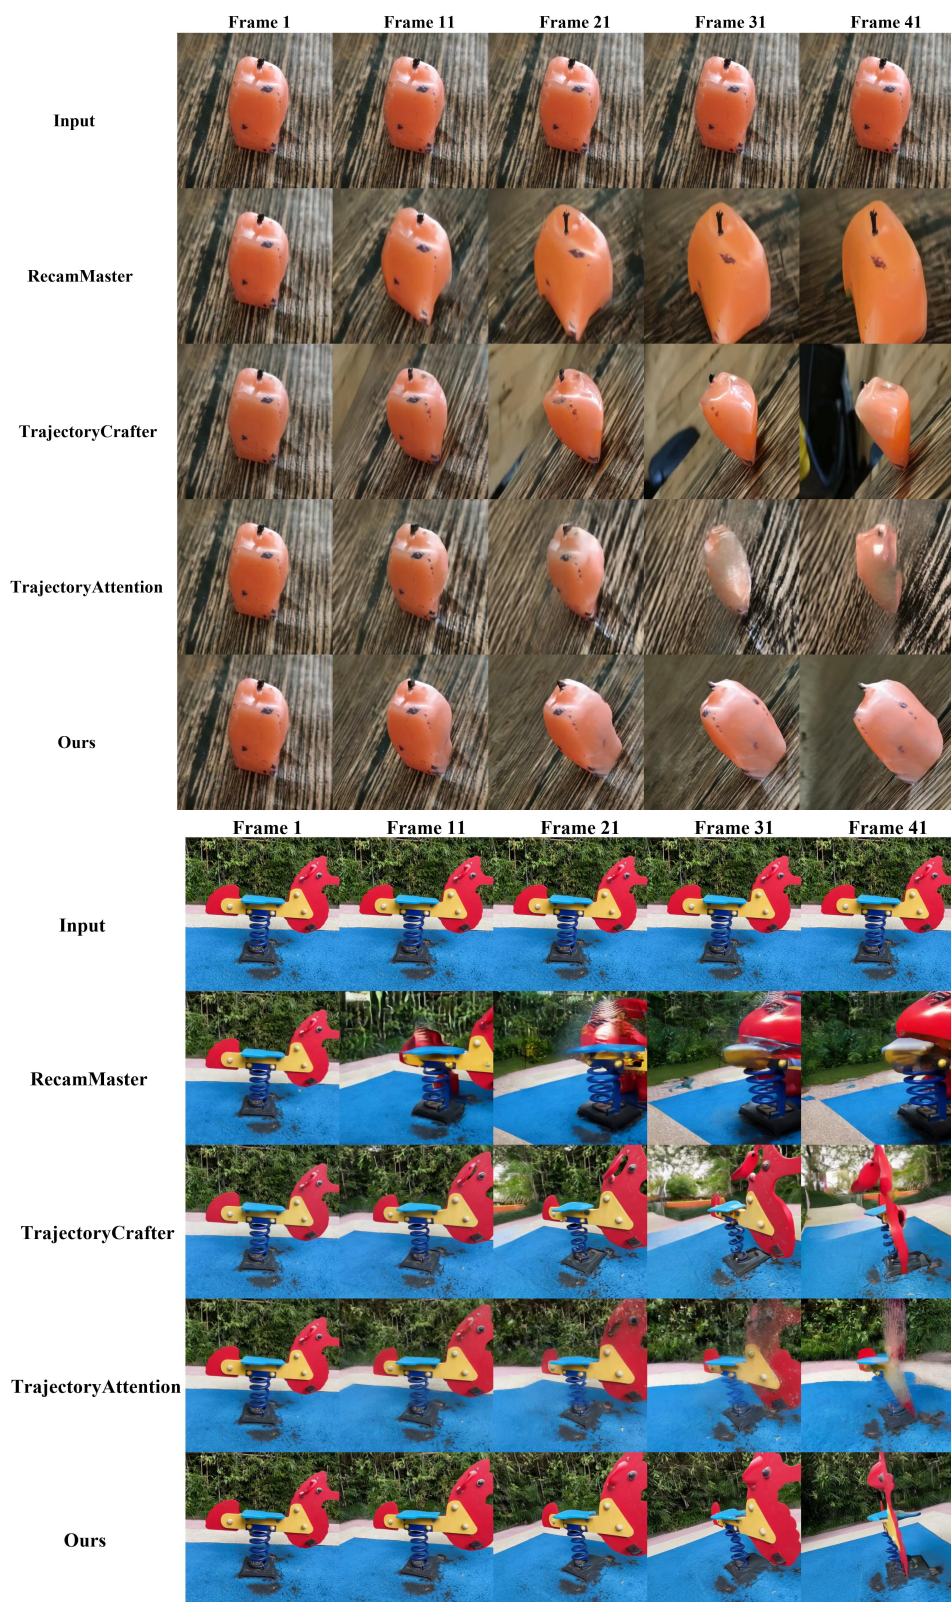 Frame 1 Frame 11 Frame 21 Frame 31 Frame 41
Input
RecamMaster
TrajectoryCrafter
TrajectoryAttention
Ours
Frame 1 Frame 11 Frame 21 Frame 31 Frame 41
Input
RecamMaster
TrajectoryCrafter
TrajectoryAttention
Ours